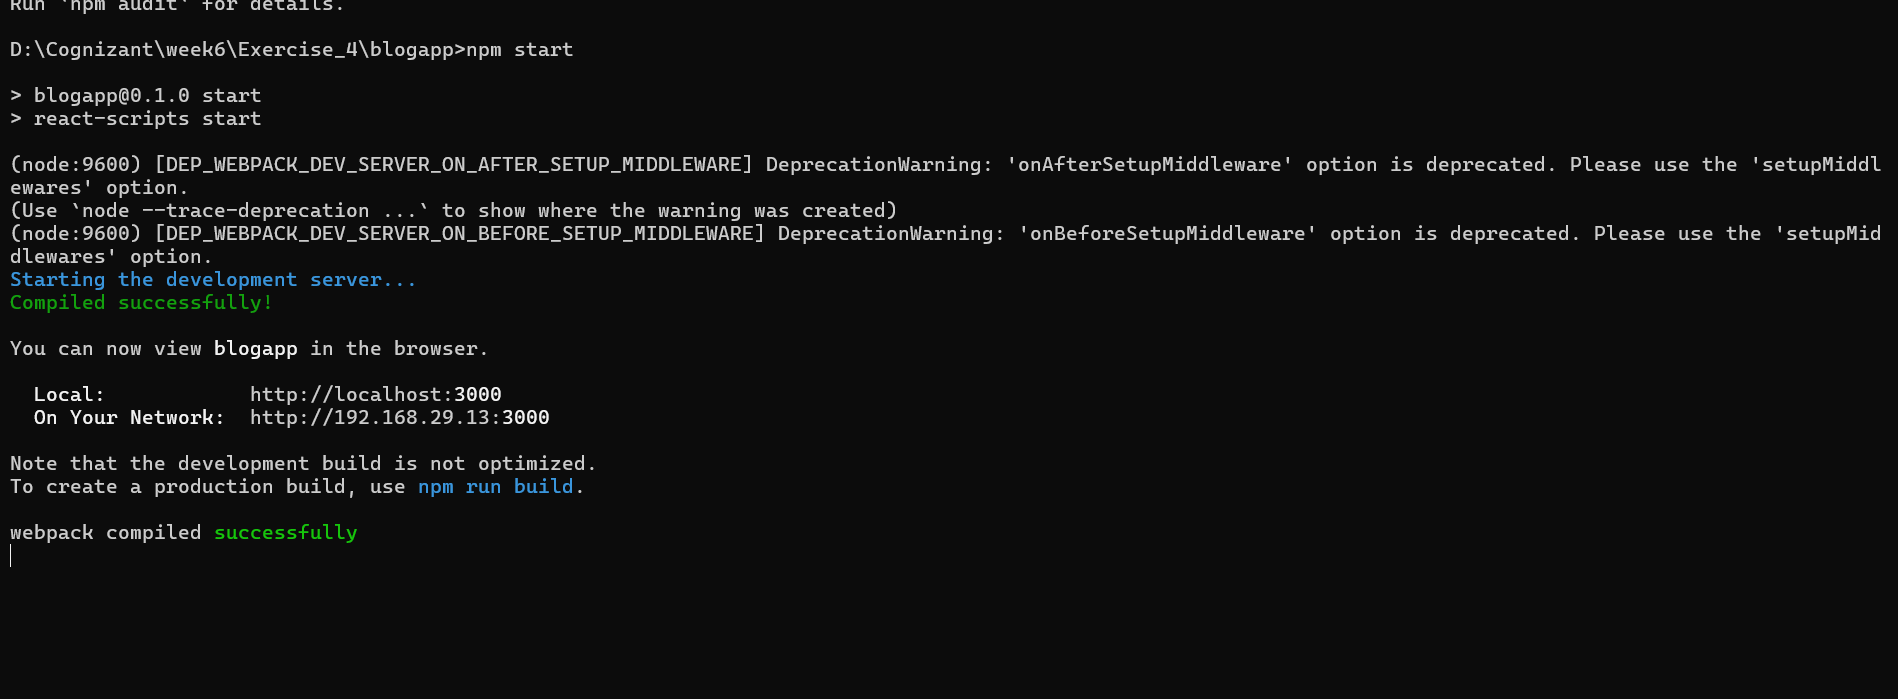 Run `npm audit` for details.
D:\Cognizant\week6\Exercise_4\blogapp>npm start
> blogapp@0.1.0 start
> react-scripts start
(node:9600) [DEP_WEBPACK_DEV_SERVER_ON_AFTER_SETUP_MIDDLEWARE] DeprecationWarning: 'onAfterSetupMiddleware' option is deprecated. Please use the 'setupMiddl
ewares' option.
(Use `node --trace-deprecation ...` to show where the warning was created)
(node:9600) [DEP_WEBPACK_DEV_SERVER_ON_BEFORE_SETUP_MIDDLEWARE] DeprecationWarning: 'onBeforeSetupMiddleware' option is deprecated. Please use the 'setupMid
dlewares' option.
Starting the development server...
Compiled successfully!
You can now view blogapp in the browser.
Local: http://localhost:3000
On Your Network: http://192.168.29.13:3000
Note that the development build is not optimized.
To create a production build, use npm run build.
webpack compiled successfully